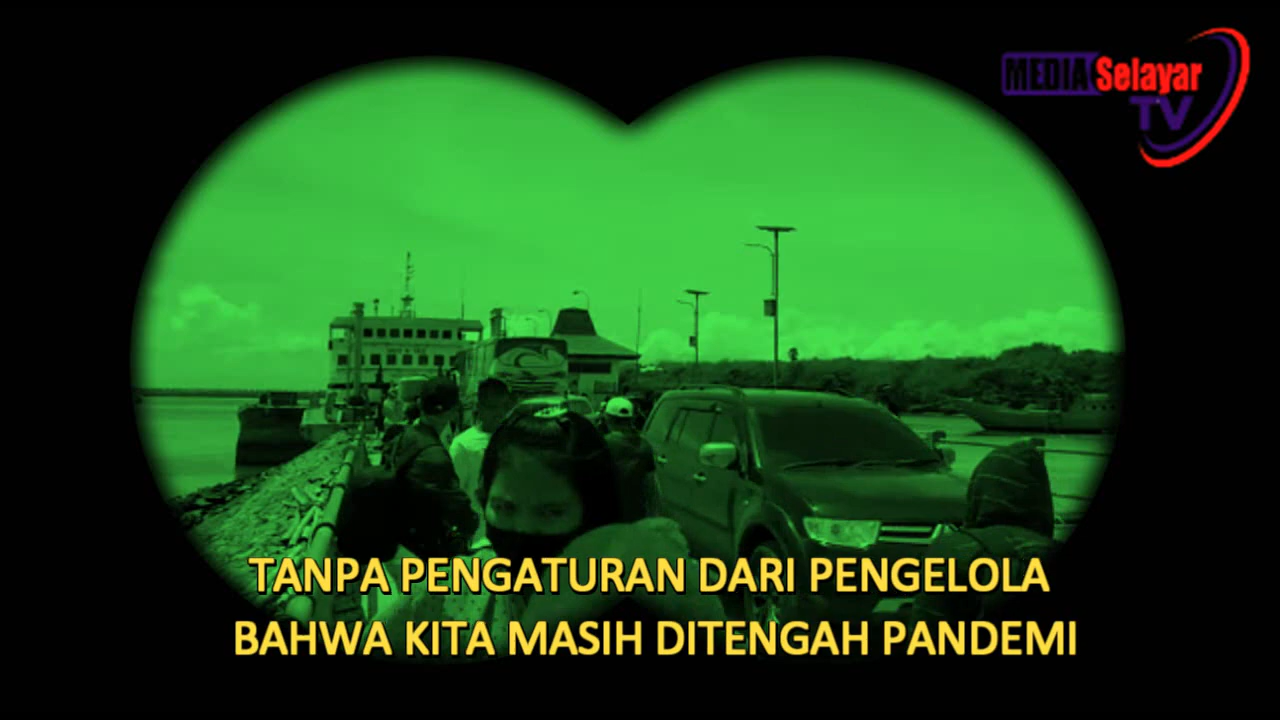 MEDIA Selayar
TV
TANPA PENGATURAN DARI PENGELOLA
BAHWA KITA MASIH DITENGAH PANDEMI